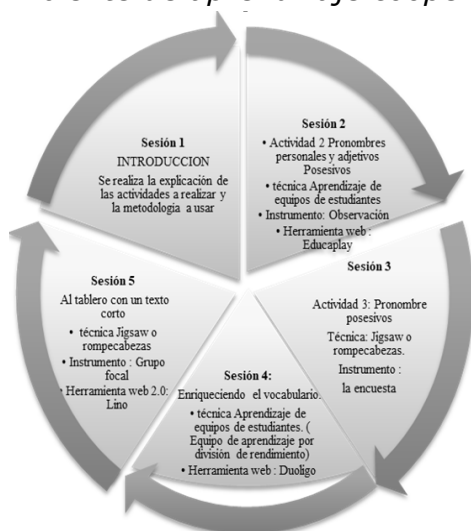 Sesión 1
INTRODUCCION
Se realiza la explicación de
las actividades a realizar y
la metodologia a usar
Sesión 2
• Actividad 2 Pronombres
personales y adjetivos
Posesivos
• técnica Aprendizaje de
equipos de estudiantes
• Instrumento: Observación
• Herramienta web :
Educaplay
Sesión 3
Actividad 3: Pronombre
posesivos
Técnica: Jigsaw o
rompecabezas.
Instrumento :
la encuesta
Sesión 4:
Enriqueciendo el vocabulario.
• técnica Aprendizaje de
equipos de estudiantes. (
Equipo de aprendizaje por
división de rendimiento)
• Herramienta web : Duoligo
Sesión 5
Al tablero con un texto
corto
• técnica Jigsaw o
rompecabezas
• Instrumento : Grupo
focal
• Herramienta web 2.0:
Lino